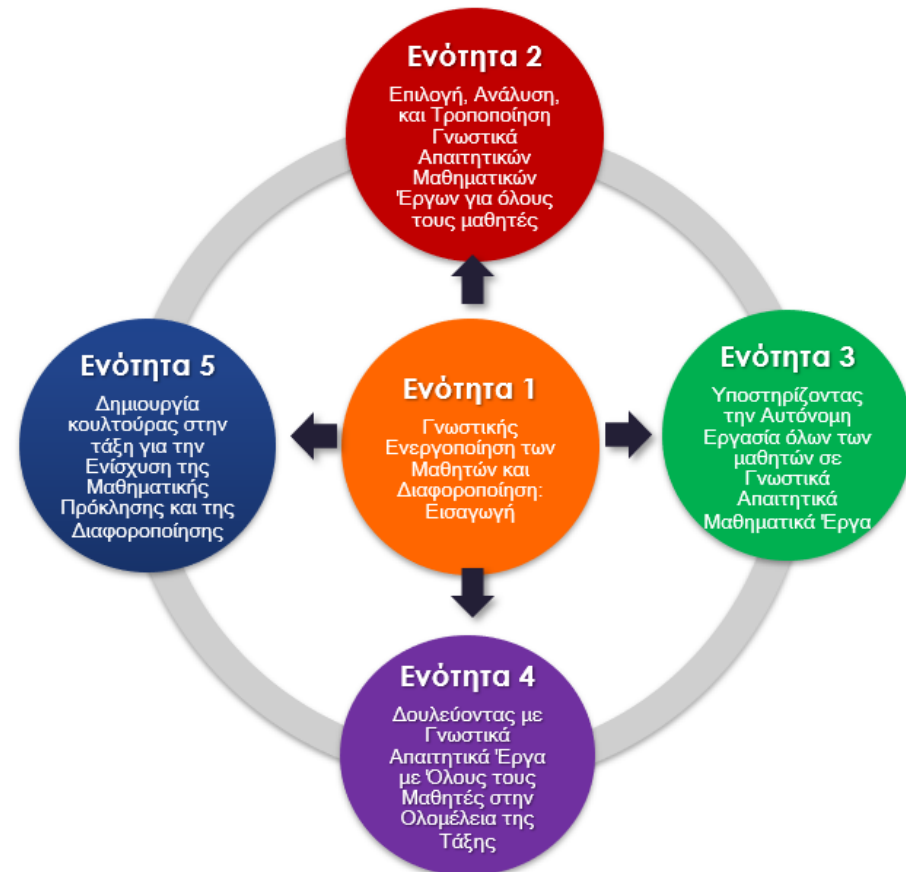 Ενότητα 2
Επιλογή, Ανάλυση,
και Τροποποίηση
Γνωστικά
Απαιτητικών
Μαθηματικών
Έργων για όλους
τους μαθητές
Ενότητα 5
Δημιουργία
κουλτούρας στην
τάξη για την
Ενίσχυση της
Μαθηματικής
Πρόκλησης και της
Διαφοροποίησης
Ενότητα 1
Γνωστικής
Ενεργοποίηση των
Μαθητών και
Διαφοροποίηση:
Εισαγωγή
Ενότητα 3
Υποστηρίζοντας
την Αυτόνομη
Εργασία όλων των
μαθητών σε
Γνωστικά
Απαιτητικά
Μαθηματικά Έργα
Ενότητα 4
Δουλεύοντας με
Γνωστικά
Απαιτητικά Έργα
με Όλους τους
Μαθητές στην
Ολομέλεια της
Τάξης